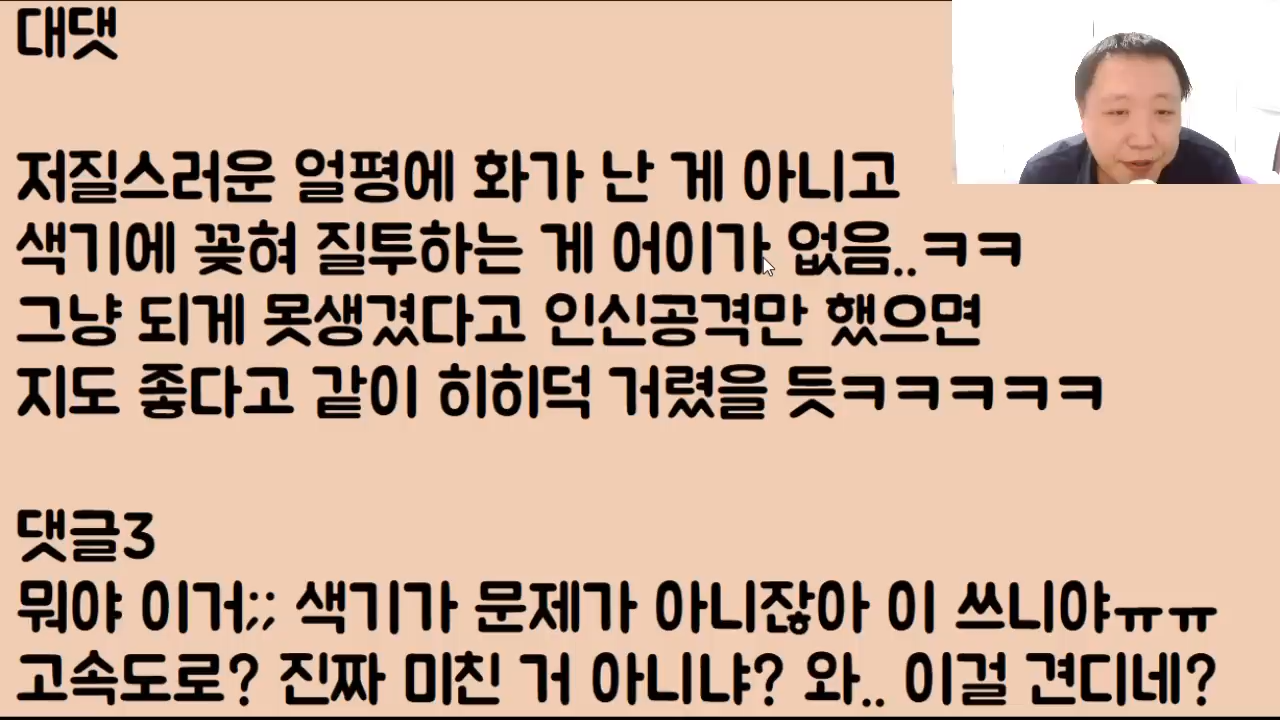 대댓
저질스러운 얼평에 화가 난 게 아니고
색기에 꽂혀 질투하는 게 어이가 없음..ㅋㅋ
그냥 되게 못생겼다고 인신공격만 했으면
지도 좋다고 같이 히히덕 거렸을 듯ㅋㅋㅋㅋㅋ
댓글3
뭐야 이거;; 색기가 문제가 아니잖아 이 쓰니야ㅠㅠ
고속도로? 진짜 미친 거 아니냐? 와.. 이걸 견디네?